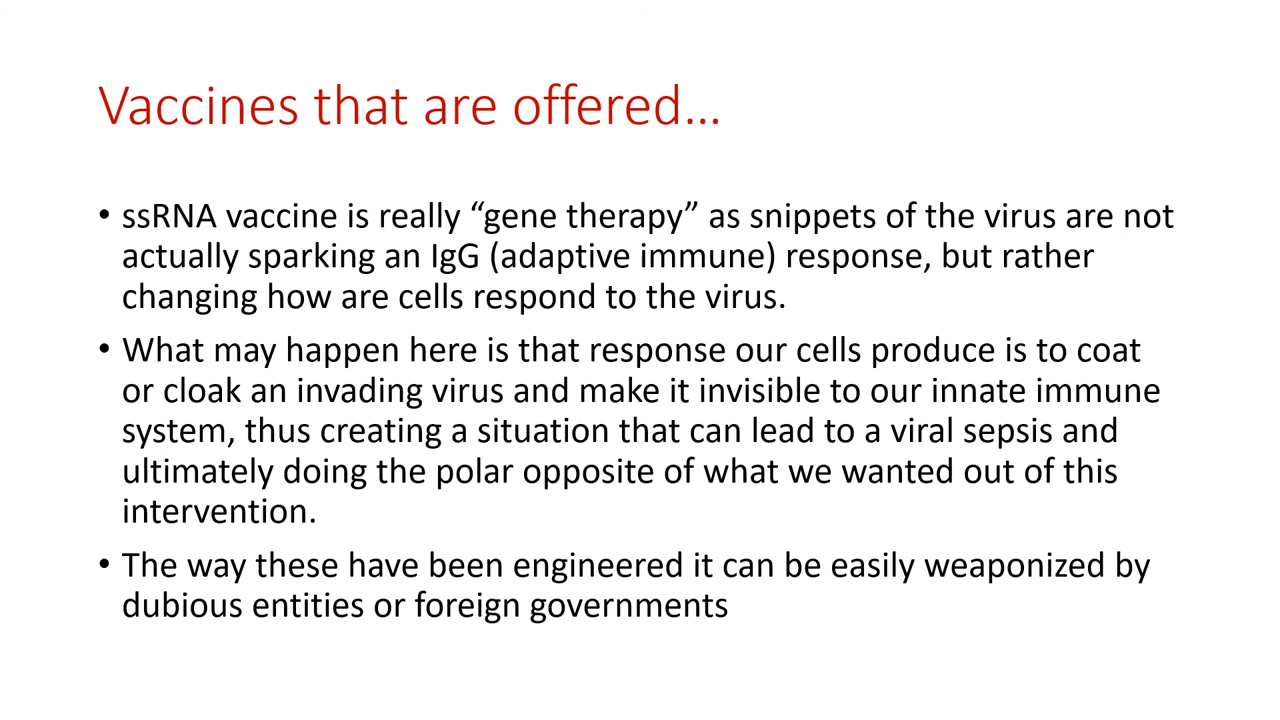 Vaccines that are offered...
• ssRNA vaccine is really “gene therapy” as snippets of the virus are not
actually sparking an IgG (adaptive immune) response, but rather
changing how are cells respond to the virus.
• What may happen here is that response our cells produce is to coat
or cloak an invading virus and make it invisible to our innate immune
system, thus creating a situation that can lead to a viral sepsis and
ultimately doing the polar opposite of what we wanted out of this
intervention.
• The way these have been engineered it can be easily weaponized by
dubious entities or foreign governments